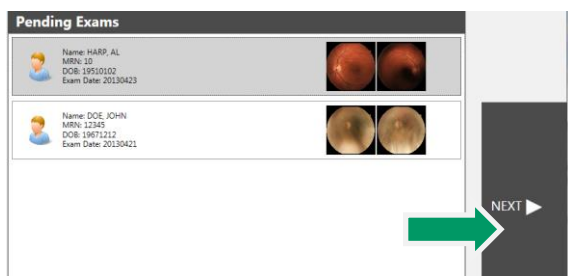 Pending Exams
Name: HARP, AL
MRN: 10
DOB: 19510102
Exam Date: 20130423
Name: DOE, JOHN
MRN: 12345
DOB: 19671212
Exam Date: 20130421
NEXT